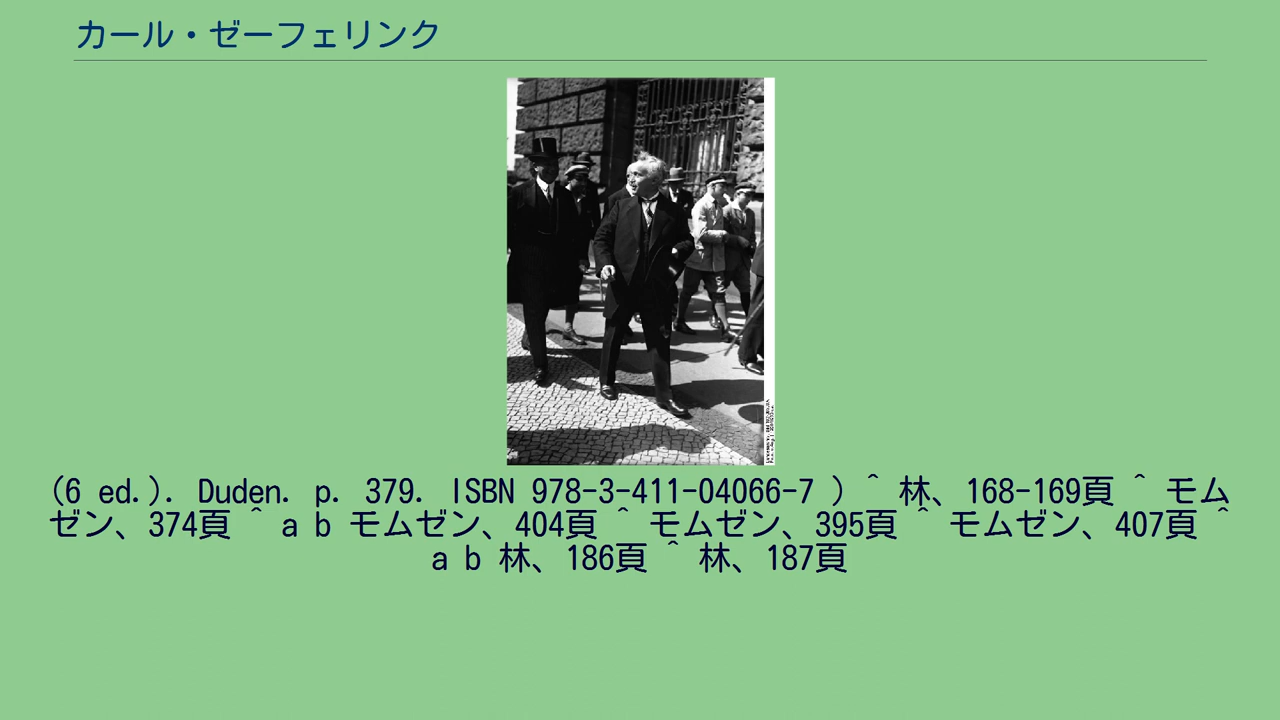 カール・ゼーフェリンク
(6 ed.). Duden. p. 379. ISBN 978-3-411-04066-7 ) ^ 林、168-169頁 ^ モム
ゼン、374頁 ^ a b モムゼン、404頁 ^ モムゼン、395頁 ^ モムゼン、407頁 ^
a b 林、186頁 ^ 林、187頁